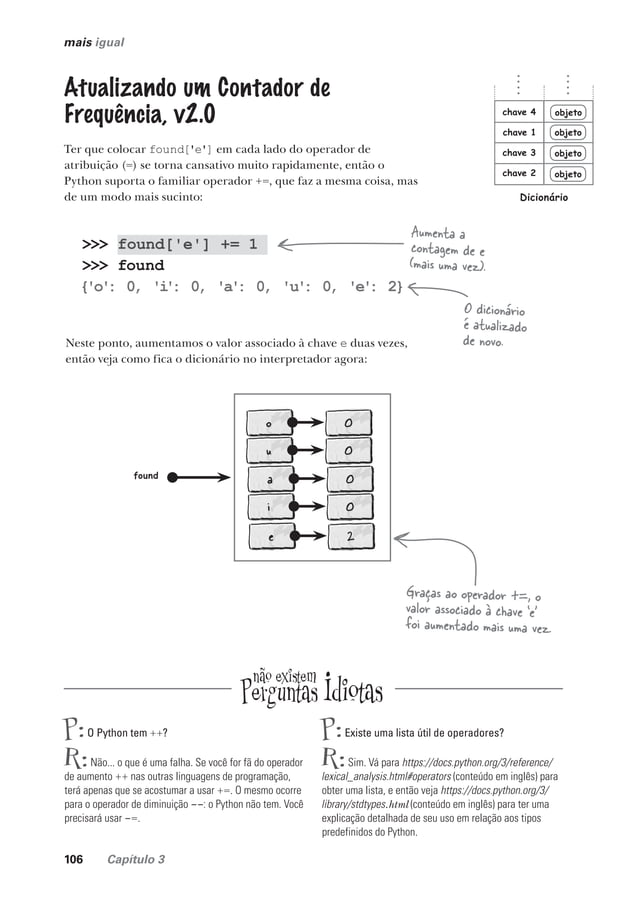 mais igual
Atualizando um Contador de
Frequência, v2.0
Ter que colocar found['e'] em cada lado do operador de
atribuição (=) se torna cansativo muito rapidamente, então o
Python suporta o familiar operador +=, que faz a mesma coisa, mas
de um modo mais sucinto:
chave 4 objeto
chave 1 objeto
chave 3 objeto
chave 2 objeto
Dicionário
>>> found['e'] += 1
>>> found
{'o': 0, 'i': 0, 'a': 0, 'u': 0, 'e': 2}
Aumenta a
contagem de e
(mais uma vez).
O dicionário
é atualizado
de novo.
Neste ponto, aumentamos o valor associado à chave e duas vezes,
então veja como fica o dicionário no interpretador agora:
found
o 0
u 0
a 0
i 0
e 2
Graças ao operador +=, o
valor associado à chave 'e'
foi aumentado mais uma vez.
não existem
Perguntas Idiotas
P: O Python tem ++?
R: Não... o que é uma falha. Se você for fã do operador
de aumento ++ nas outras linguagens de programação,
terá apenas que se acostumar a usar +=. O mesmo ocorre
para o operador de diminuição --: o Python não tem. Você
precisará usar -=.
P: Existe uma lista útil de operadores?
R: Sim. Vá para https://docs.python.org/3/reference/
lexical_analysis.html#operators (conteúdo em inglês) para
obter uma lista, e então veja https://docs.python.org/3/
library/stdtypes.html (conteúdo em inglês) para ter uma
explicação detalhada de seu uso em relação aos tipos
predefinidos do Python.
106 Capítulo 3